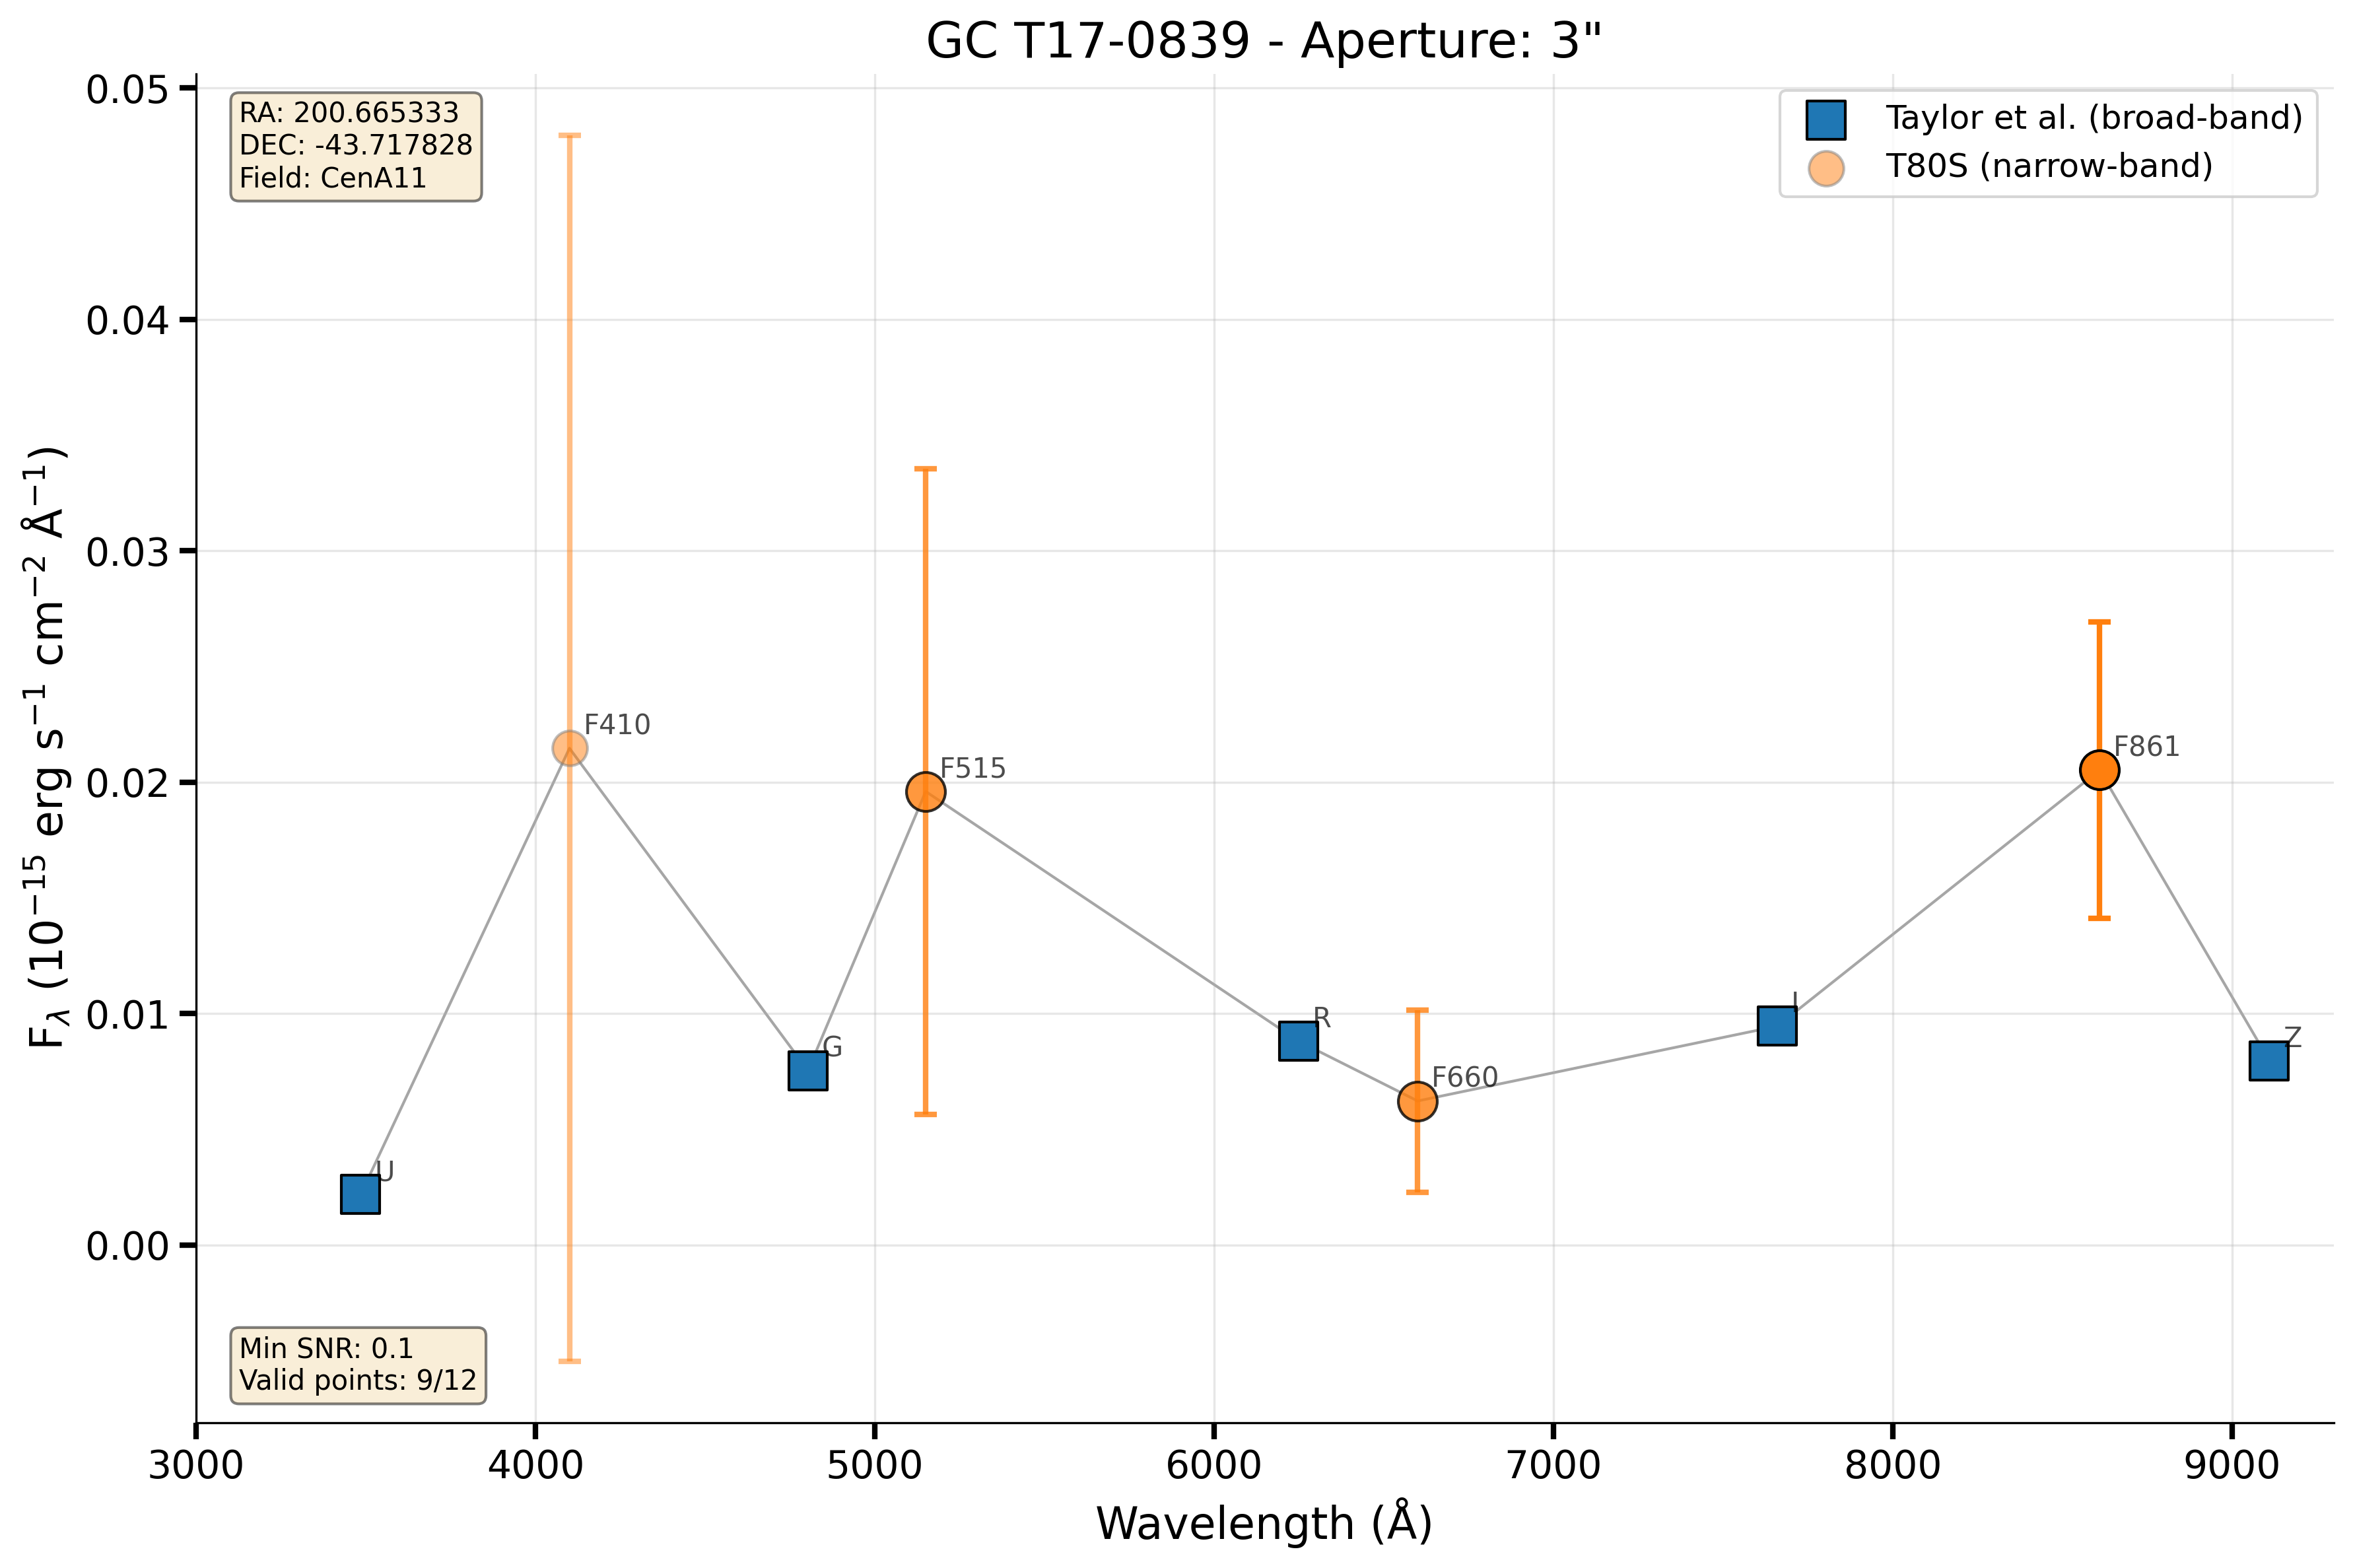 GC T17-0839 - Aperture: 3"
RA: 200.665333
DEC: -43.717828
Field: CenA11
Taylor et al. (broad-band)
T80S (narrow-band)
F_λ (10⁻¹⁵ erg s⁻¹ cm⁻² Å⁻¹)
0.05
0.04
0.03
0.02
0.01
0.00
U
F410
G
F515
R
F660
I
F861
Z
Min SNR: 0.1
Valid points: 9/12
3000 4000 5000 6000 7000 8000 9000
Wavelength (Å)